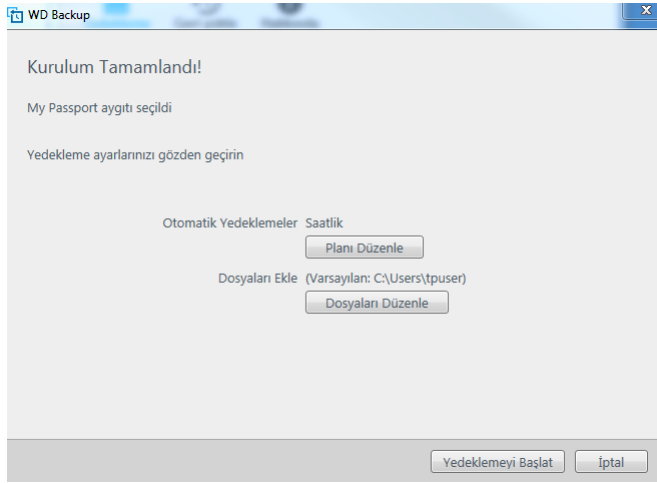 WD Backup
Kurulum Tamamlandı!
My Passport aygıtı seçildi
Yedekleme ayarlarınızı gözden geçirin
Otomatik Yedeklemeler Saatlik
Planı Düzenle
Dosyaları Ekle (Varsayılan: C:\Users\tpuser)
Dosyaları Düzenle
Yedeklemeyi Başlat İptal